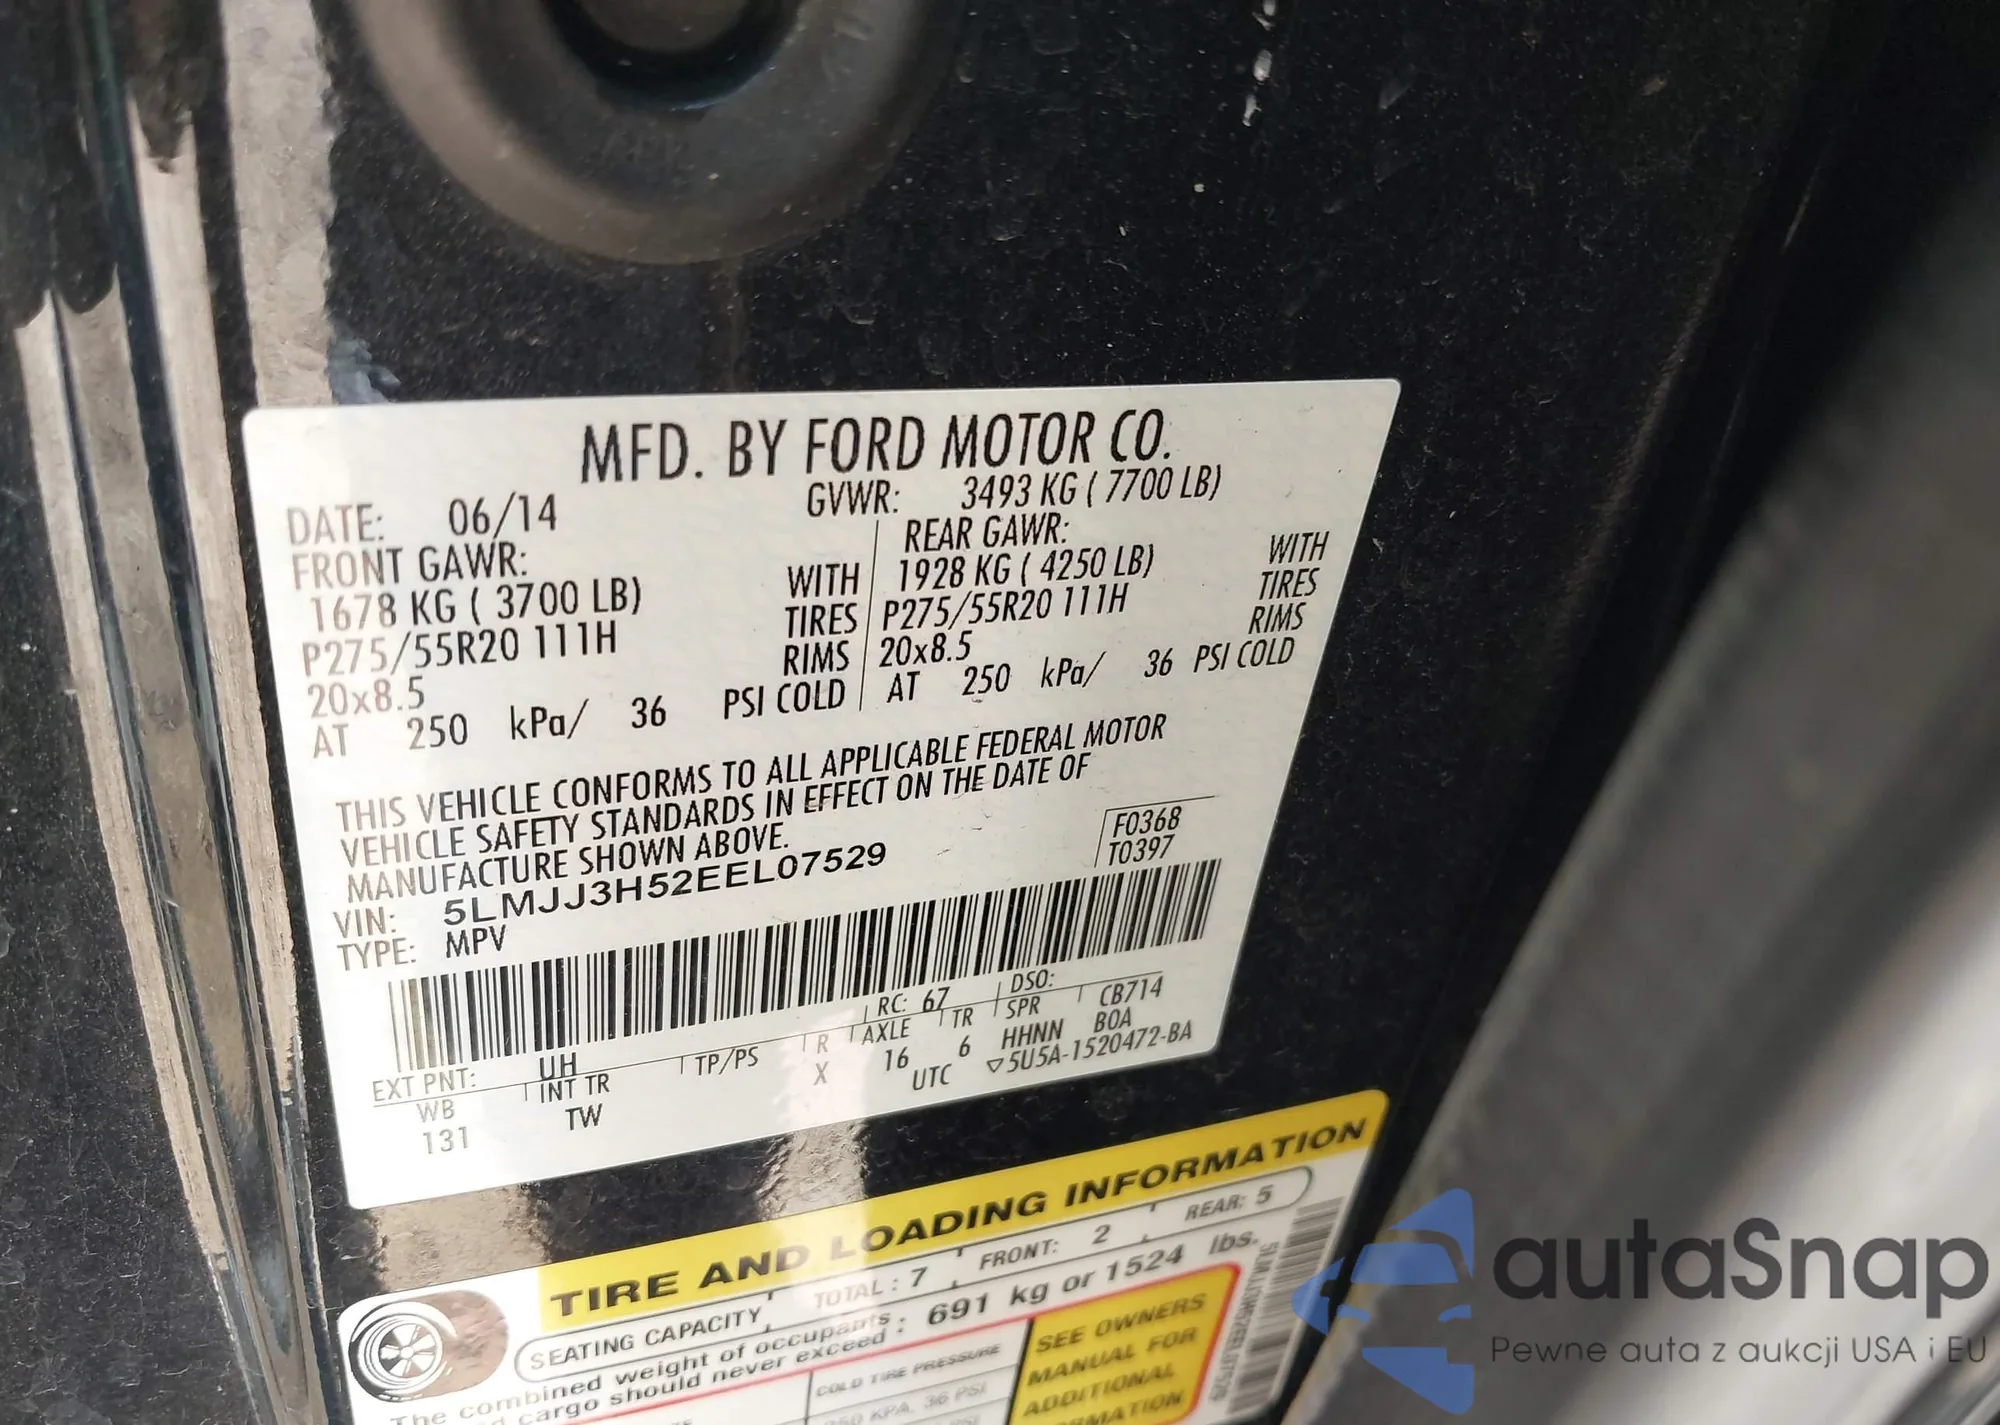 MFD. BY FORD MOTOR CO.
DATE: 06/14 GVWR: 3493 KG ( 7700 LB)
FRONT GAWR: REAR GAWR:
1678 KG ( 3700 LB) WITH 1928 KG ( 4250 LB) WITH
P275/55R20 111H TIRES P275/55R20 111H TIRES
20x8.5 RIMS 20x8.5 RIMS
AT 250 kPa/ 36 PSI COLD AT 250 kPa/ 36 PSI COLD
THIS VEHICLE CONFORMS TO ALL APPLICABLE FEDERAL MOTOR
VEHICLE SAFETY STANDARDS IN EFFECT ON THE DATE OF
MANUFACTURE SHOWN ABOVE.
F0368
T0397
VIN: 5LMJJ3H52EEL07529
TYPE: MPV
EXT PNT: UH RC: 67 DSO:
WB INT TR TP/PS R AXLE TR SPR CB714
131 TW X 16 6 HHNN BOA
UTC ▽5U5A-1520472-BA
TIRE AND LOADING INFORMATION
SEATING CAPACITY TOTAL: 7 FRONT: 2 REAR: 5
The combined weight of occupants : 691 kg or 1524 lbs.
cargo should never exceed :
COLD TIRE PRESSURE
36 PSI
SEE OWNERS
MANUAL FOR
ADDITIONAL
autaSnap
Pewne auta z aukcji USA i EU